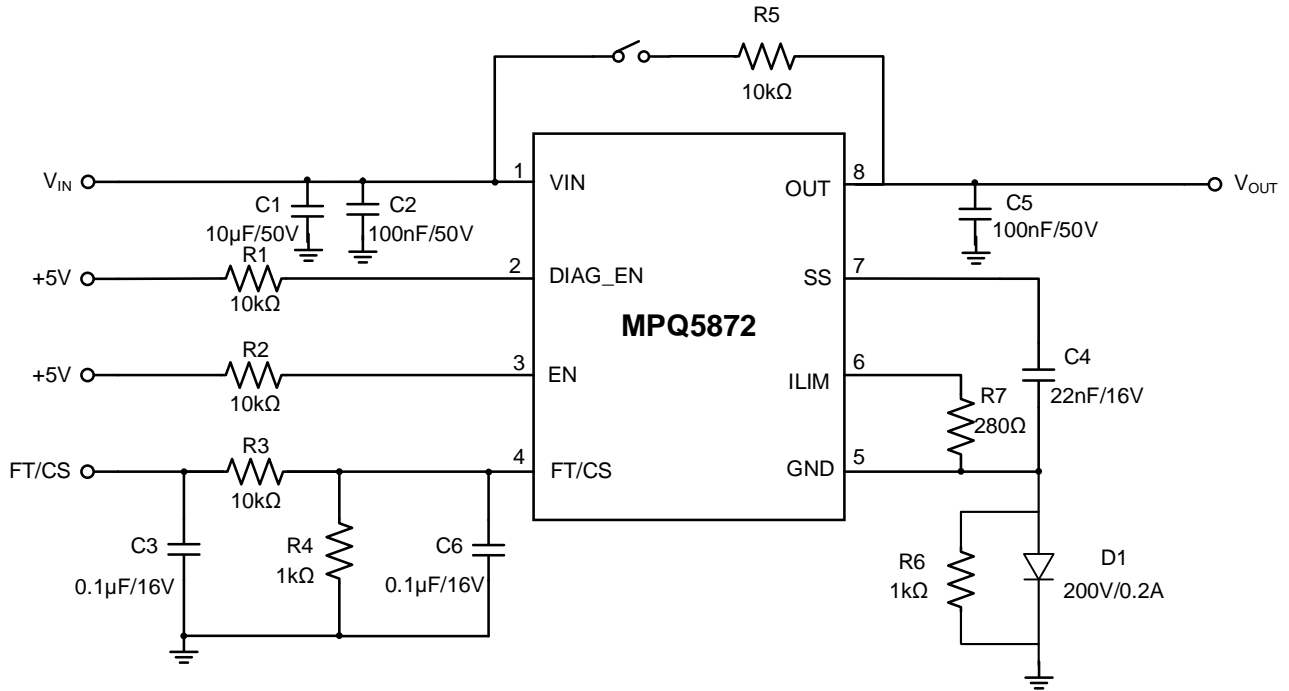 R5
10kΩ
V_IN
1
VIN
OUT
8
V_OUT
C1
10µF/50V
C2
100nF/50V
C5
100nF/50V
+5V
R1
10kΩ
2
DIAG_EN
SS
7
MPQ5872
+5V
R2
10kΩ
3
EN
ILIM
6
R7
280Ω
C4
22nF/16V
FT/CS
R3
10kΩ
4
FT/CS
GND
5
C3
0.1µF/16V
R4
1kΩ
C6
0.1µF/16V
R6
1kΩ
D1
200V/0.2A